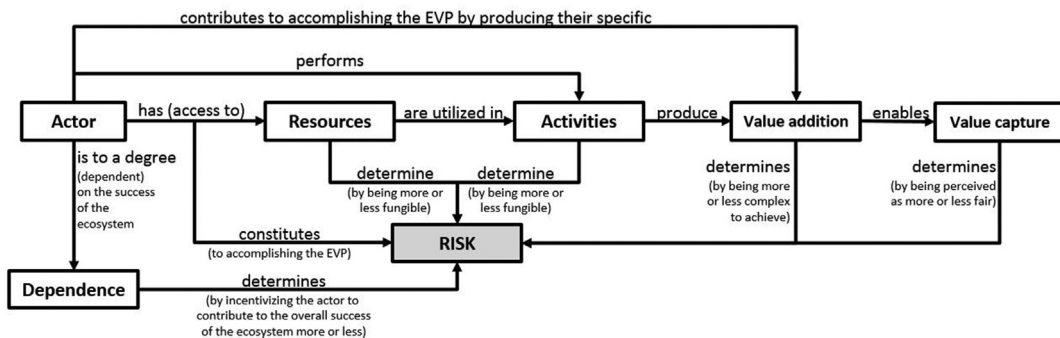 contributes to accomplishing the EVP by producing their specific
performs
Actor
has (access to)
Resources
are utilized in
Activities
produce
Value addition
enables
Value capture
is to a degree
(dependent)
on the success
of the
ecosystem
determine
(by being more or
less fungible)
determine
(by being more or
less fungible)
determines
(by being more
or less complex
to achieve)
determines
(by being perceived
as more or less fair)
constitutes
(to accomplishing the EVP)
RISK
Dependence
determines
(by incentivizing the actor to
contribute to the overall success
of the ecosystem more or less)